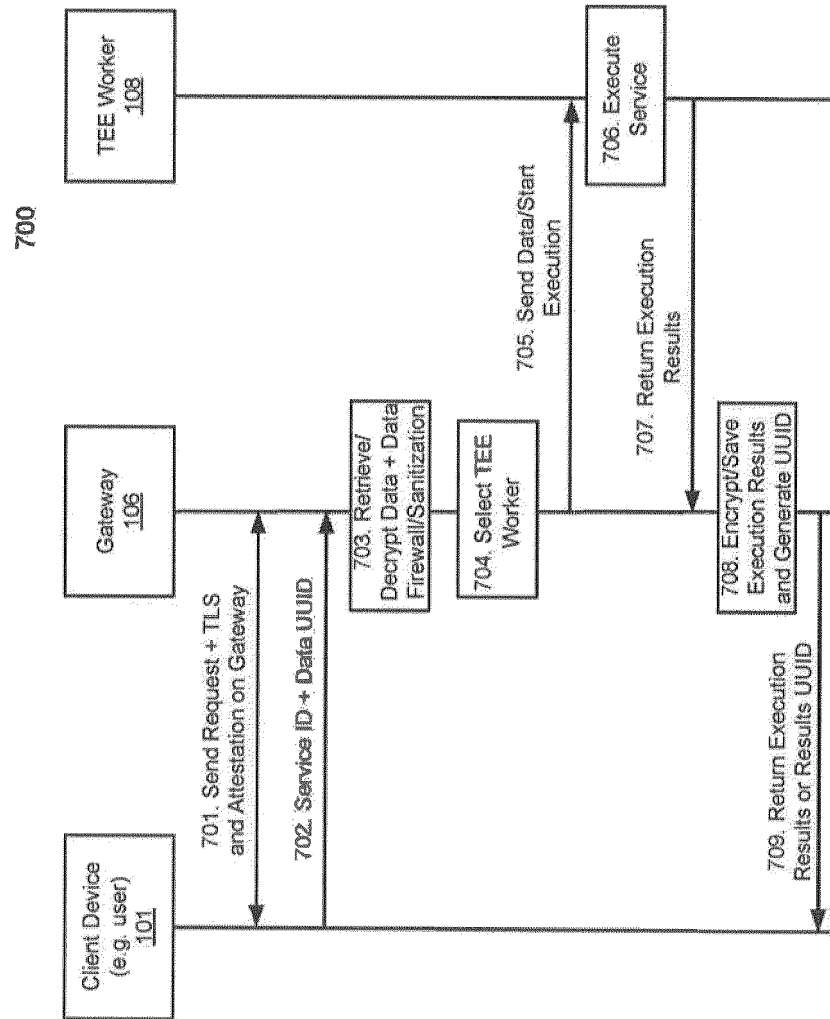 700
Client Device
(e.g. user)
101
Gateway
106
TEE Worker
108
701. Send Request + TLS
and Attestation on Gateway
702. Service ID + Data UUID
703. Retrieve/
Decrypt Data + Data
Firewall/Sanitization
704. Select TEE
Worker
705. Send Data/Start
Execution
706. Execute
Service
707. Return Execution
Results
708. Encrypt/Save
Execution Results
and Generate UUID
709. Return Execution
Results or Results UUID